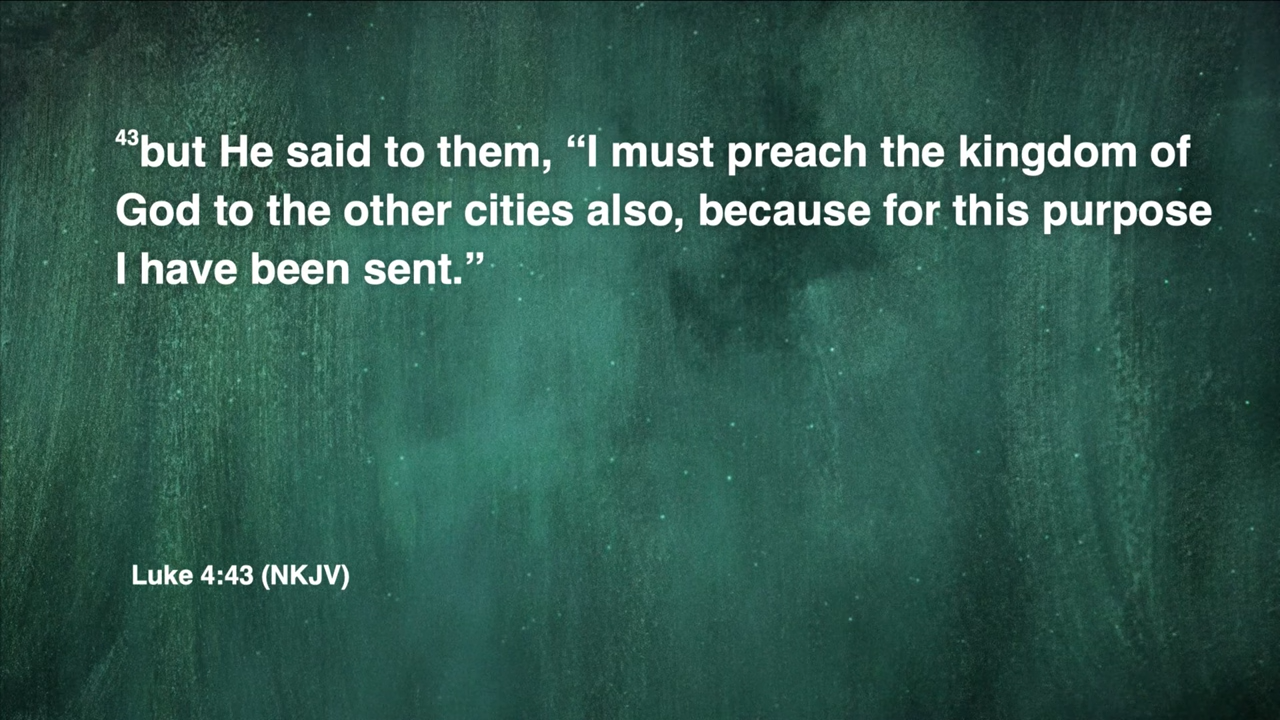 43but He said to them, “I must preach the kingdom of
God to the other cities also, because for this purpose
I have been sent.”
Luke 4:43 (NKJV)